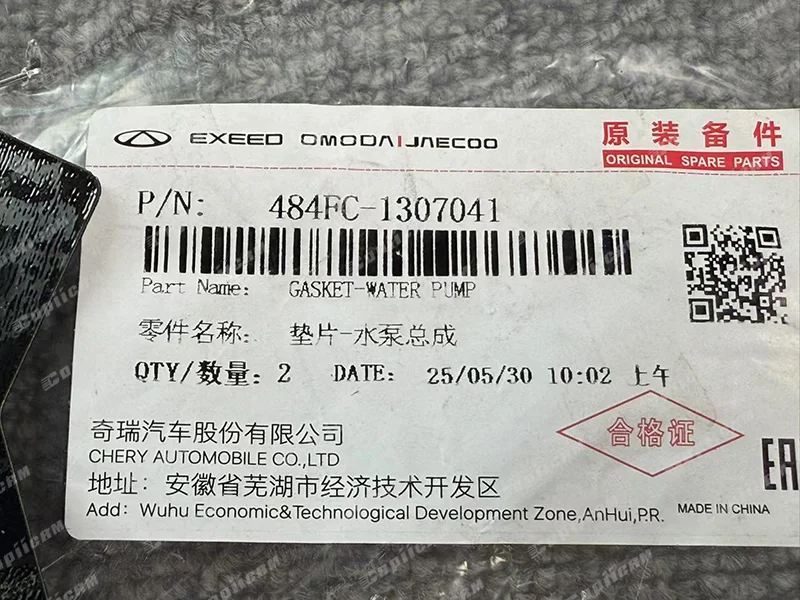 EXEED OMODA|JAECOO
原装备件
ORIGINAL SPARE PARTS
P/N: 484FC-1307041
Part Name: GASKET-WATER PUMP
零件名称: 垫片-水泵总成
QTY/数量: 2 DATE: 25/05/30 10:02 上午
奇瑞汽车股份有限公司
CHERY AUTOMOBILE CO.,LTD
合格证
EAC
地址: 安徽省芜湖市经济技术开发区
Add: Wuhu Economic&Technological Development Zone,AnHui,P.R.
MADE IN CHINA